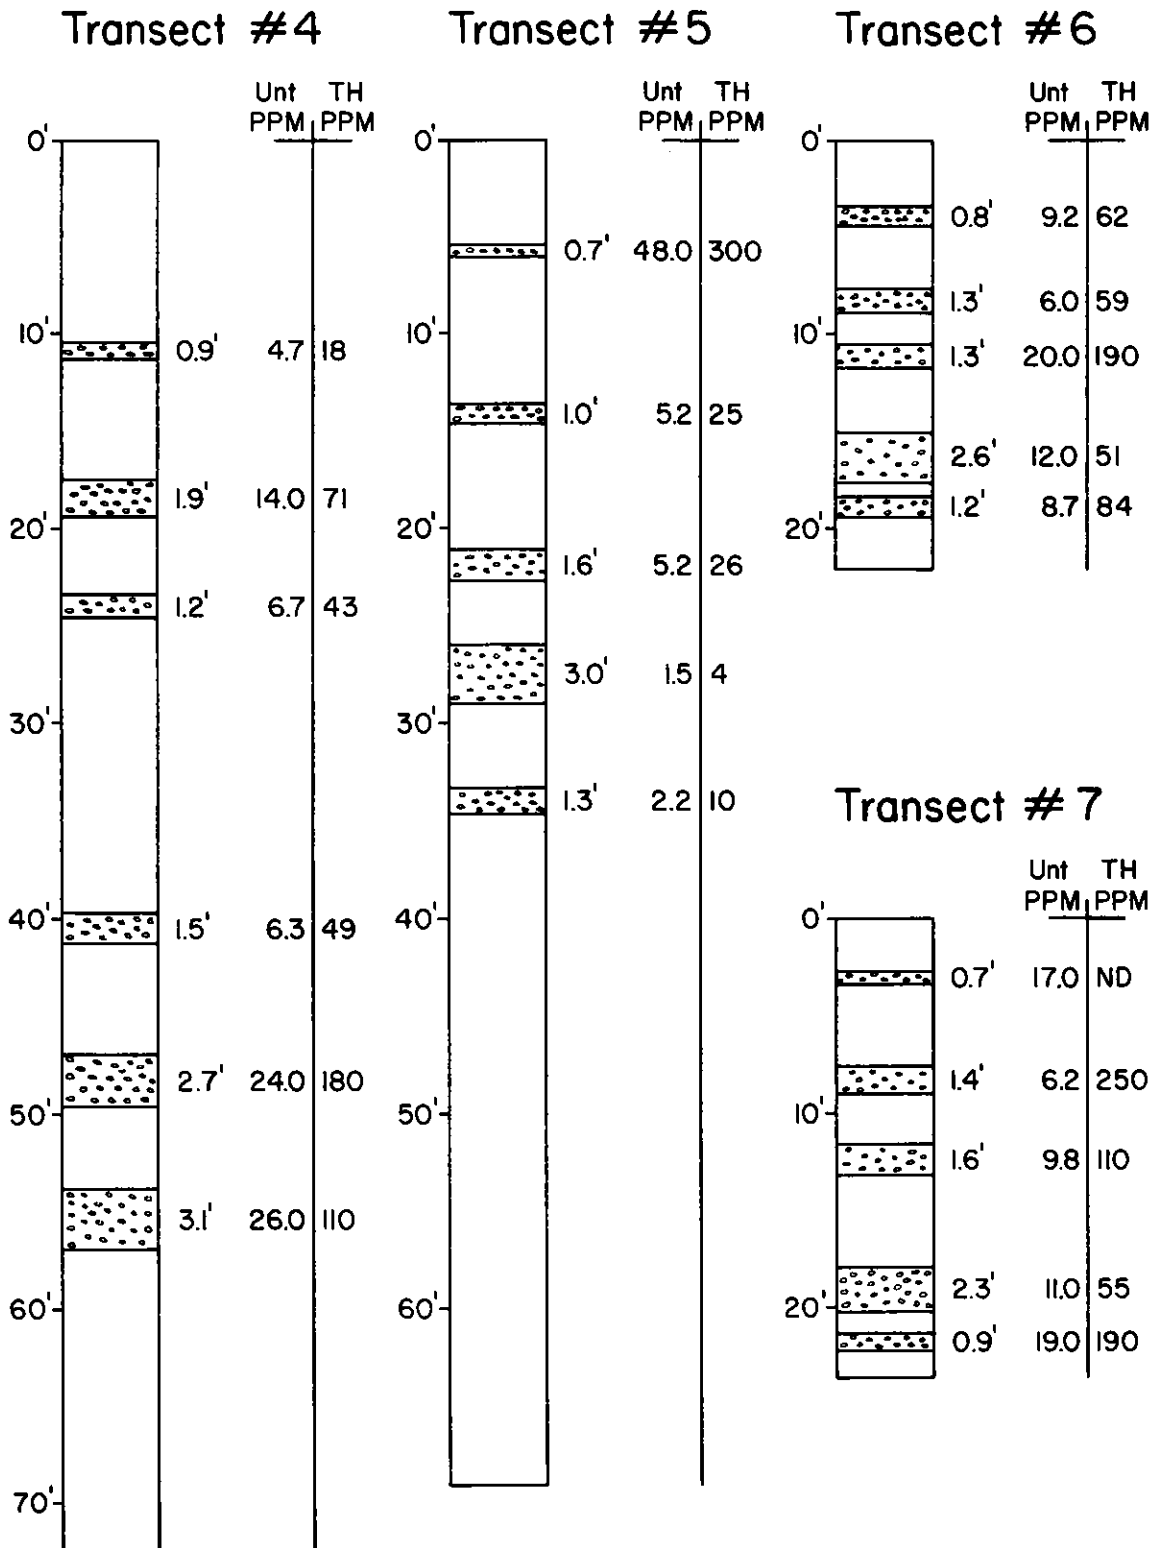 Transect #4
Unt TH
PPM PPM
0'
10'
0.9' 4.7 18
1.9' 14.0 71
20'
1.2' 6.7 43
30'
40'
1.5' 6.3 49
2.7' 24.0 180
50'
3.1' 26.0 110
60'
70'
Transect #5
Unt TH
PPM PPM
0'
0.7' 48.0 300
10'
1.0' 5.2 25
20'
1.6' 5.2 26
3.0' 1.5 4
30'
1.3' 2.2 10
40'
50'
60'
Transect #6
Unt TH
PPM PPM
0'
0.8' 9.2 62
1.3' 6.0 59
10'
1.3' 20.0 190
2.6' 12.0 51
1.2' 8.7 84
20'
Transect #7
Unt TH
PPM PPM
0'
0.7' 17.0 ND
1.4' 6.2 250
10'
1.6' 9.8 110
2.3' 11.0 55
20'
0.9' 19.0 190